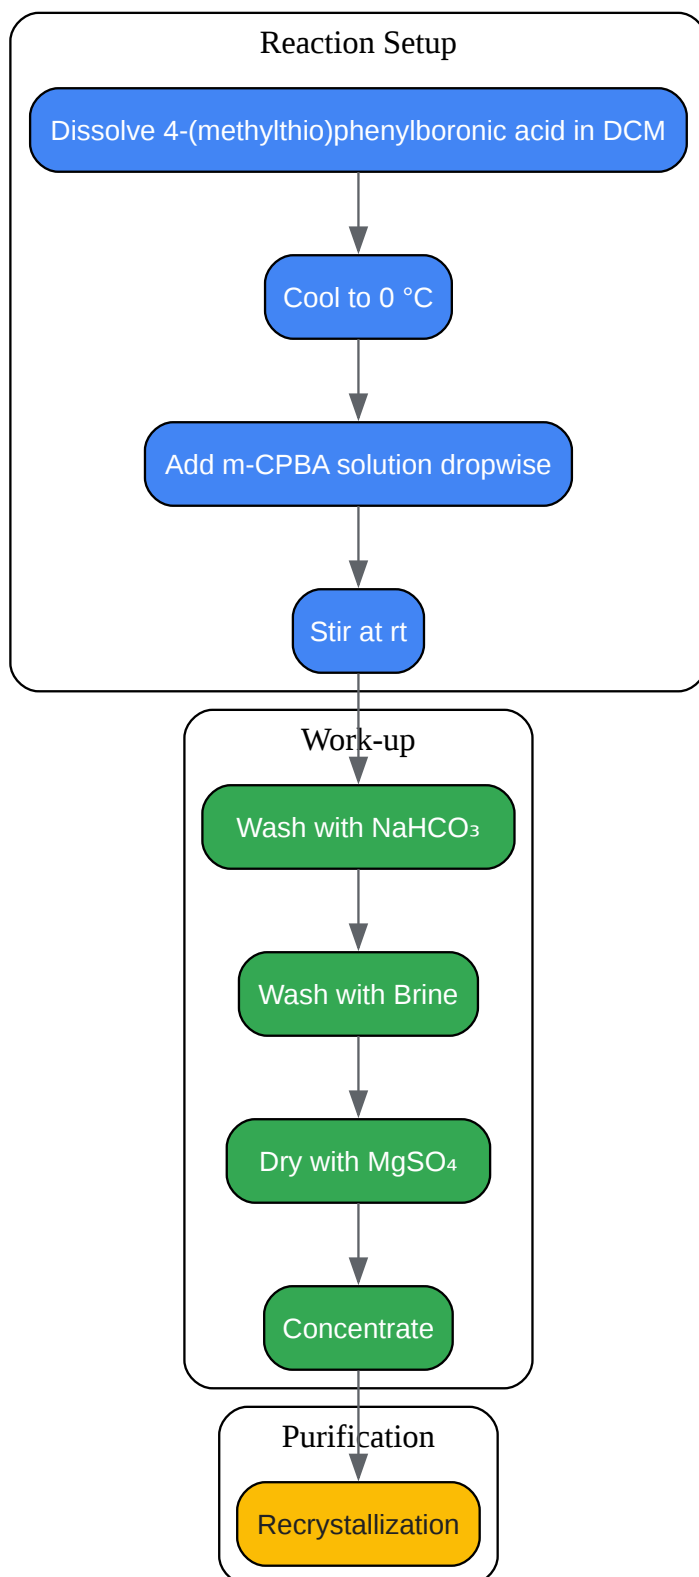 Reaction Setup
Dissolve 4-(methylthio)phenylboronic acid in DCM
Cool to 0 °C
Add m-CPBA solution dropwise
Stir at rt
Work-up
Wash with NaHCO₃
Wash with Brine
Dry with MgSO₄
Concentrate
Purification
Recrystallization